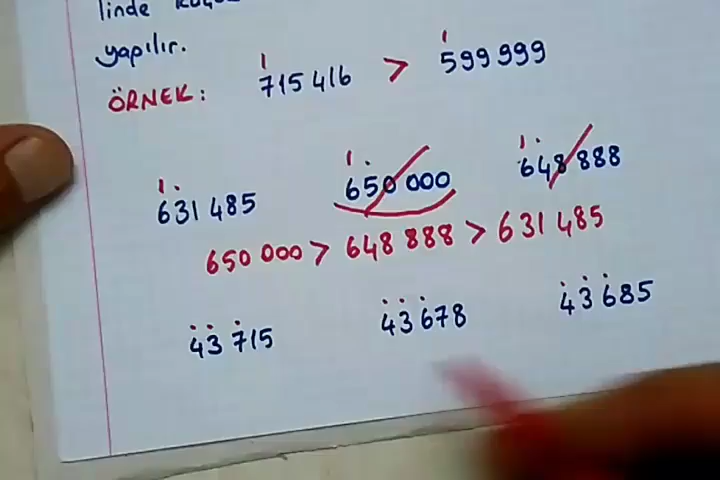 linde
yapılır.
ÖRNEK: 715 416 > 599 999
631 485 650 000 648 888
650 000 > 648 888 > 631 485
43 715 43 678 43 685